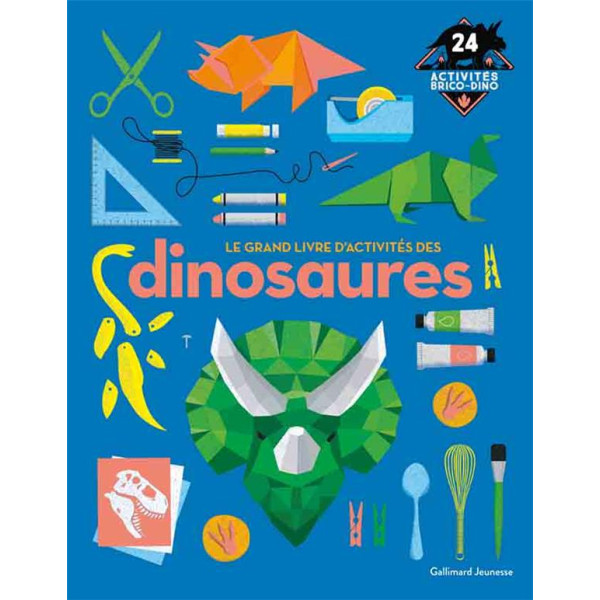 24
ACTIVITÉS
BRICO-DINO
LE GRAND LIVRE D'ACTIVITÉS DES
dinosaures
Gallimard Jeunesse